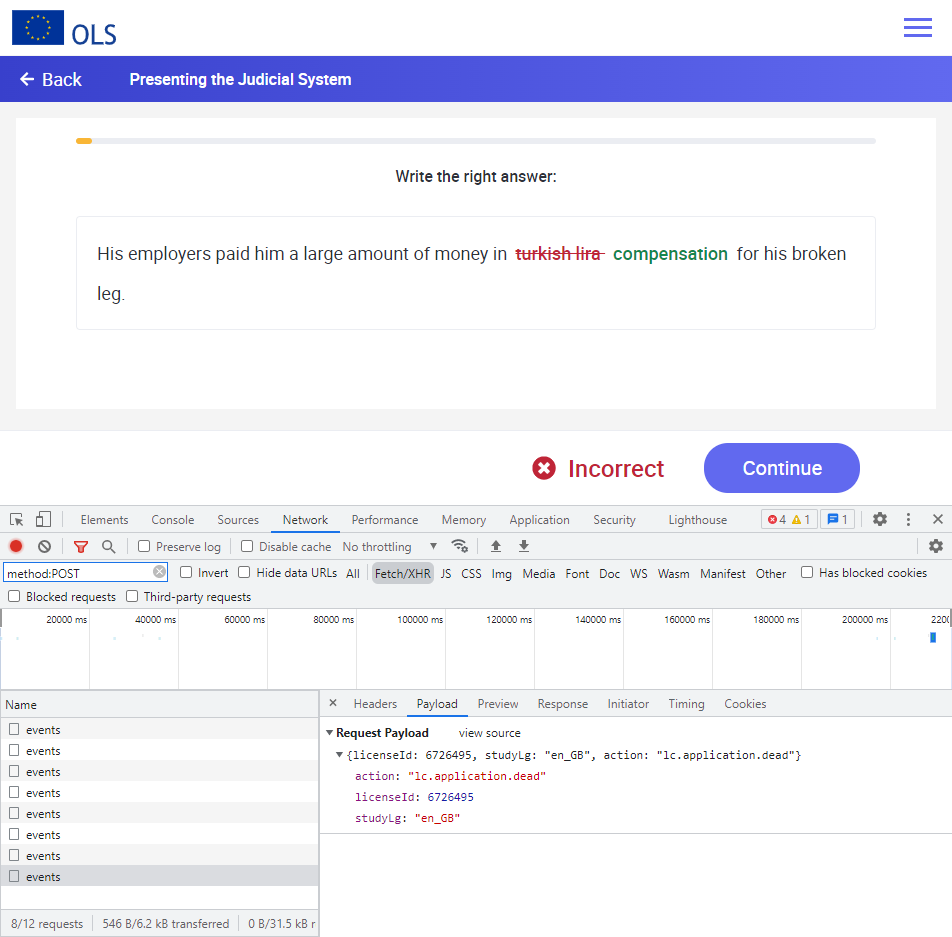 OLS
Back Presenting the Judicial System
Write the right answer:
His employers paid him a large amount of money in turkish lira compensation for his broken
leg.
Incorrect Continue
Elements Console Sources Network Performance Memory Application Security Lighthouse 4 1 1
Preserve log Disable cache No throttling
method:POST Invert Hide data URLs All Fetch/XHR JS CSS Img Media Font Doc WS Wasm Manifest Other Has blocked cookies
Blocked requests Third-party requests
20000 ms 40000 ms 60000 ms 80000 ms 100000 ms 120000 ms 140000 ms 160000 ms 180000 ms 200000 ms 2200
Name
Headers Payload Preview Response Initiator Timing Cookies
events
events
events
events
events
events
events
events
Request Payload view source
{licenseId: 6726495, studyLg: "en_GB", action: "lc.application.dead"}
action: "lc.application.dead"
licenseId: 6726495
studyLg: "en_GB"
8/12 requests 546 B/6.2 kB transferred 0 B/31.5 kB r